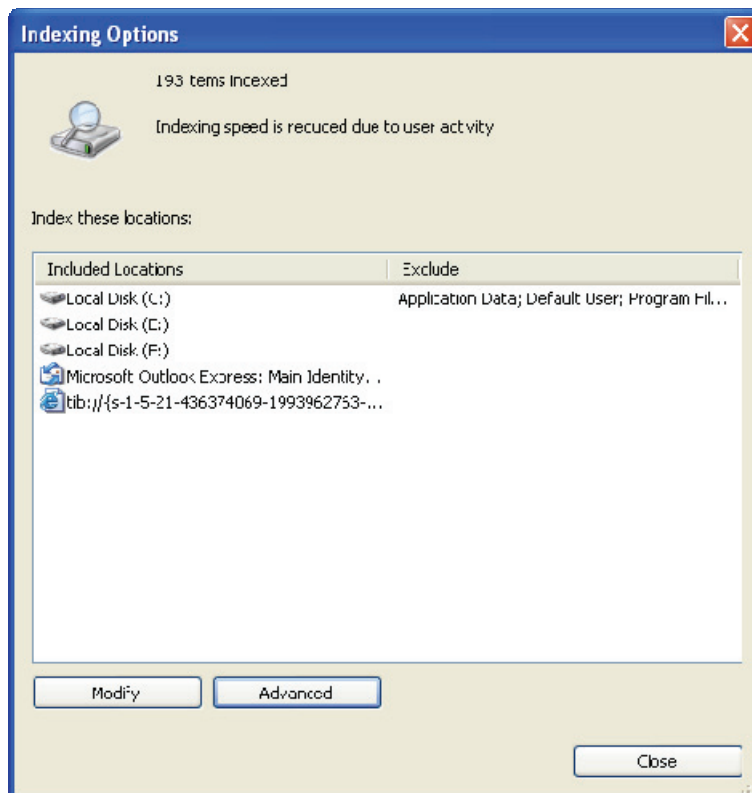 Indexing Options
193 items indexed
Indexing speed is reduced due to user activity
Index these locations:
Included Locations Exclude
Local Disk (C:) Application Data; Default User; Program Fil...
Local Disk (E:)
Local Disk (F:)
Microsoft Outlook Express: Main Identity...
tib://{s-1-5-21-436374069-1993962763-...
Modify Advanced
Close